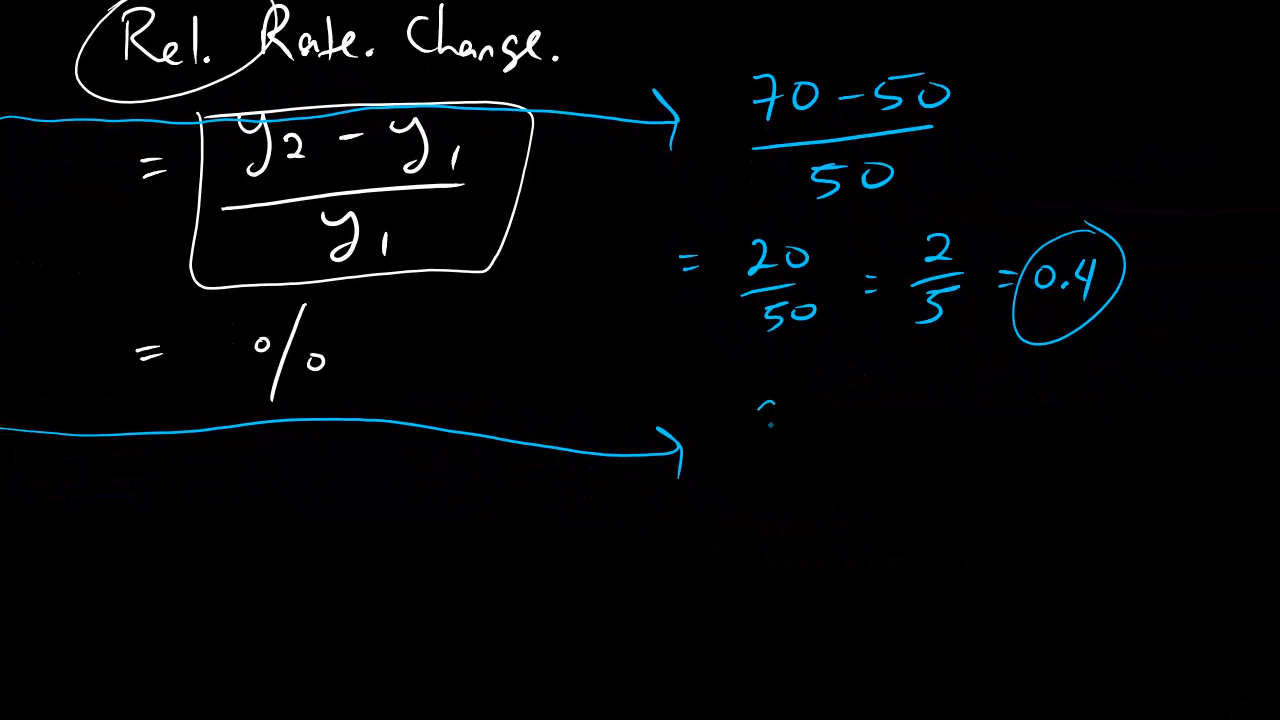 Rel. Rate. Change.
= y₂ - y₁ / y₁
= %
70 - 50 / 50
= 20/50 = 2/5 = 0.4